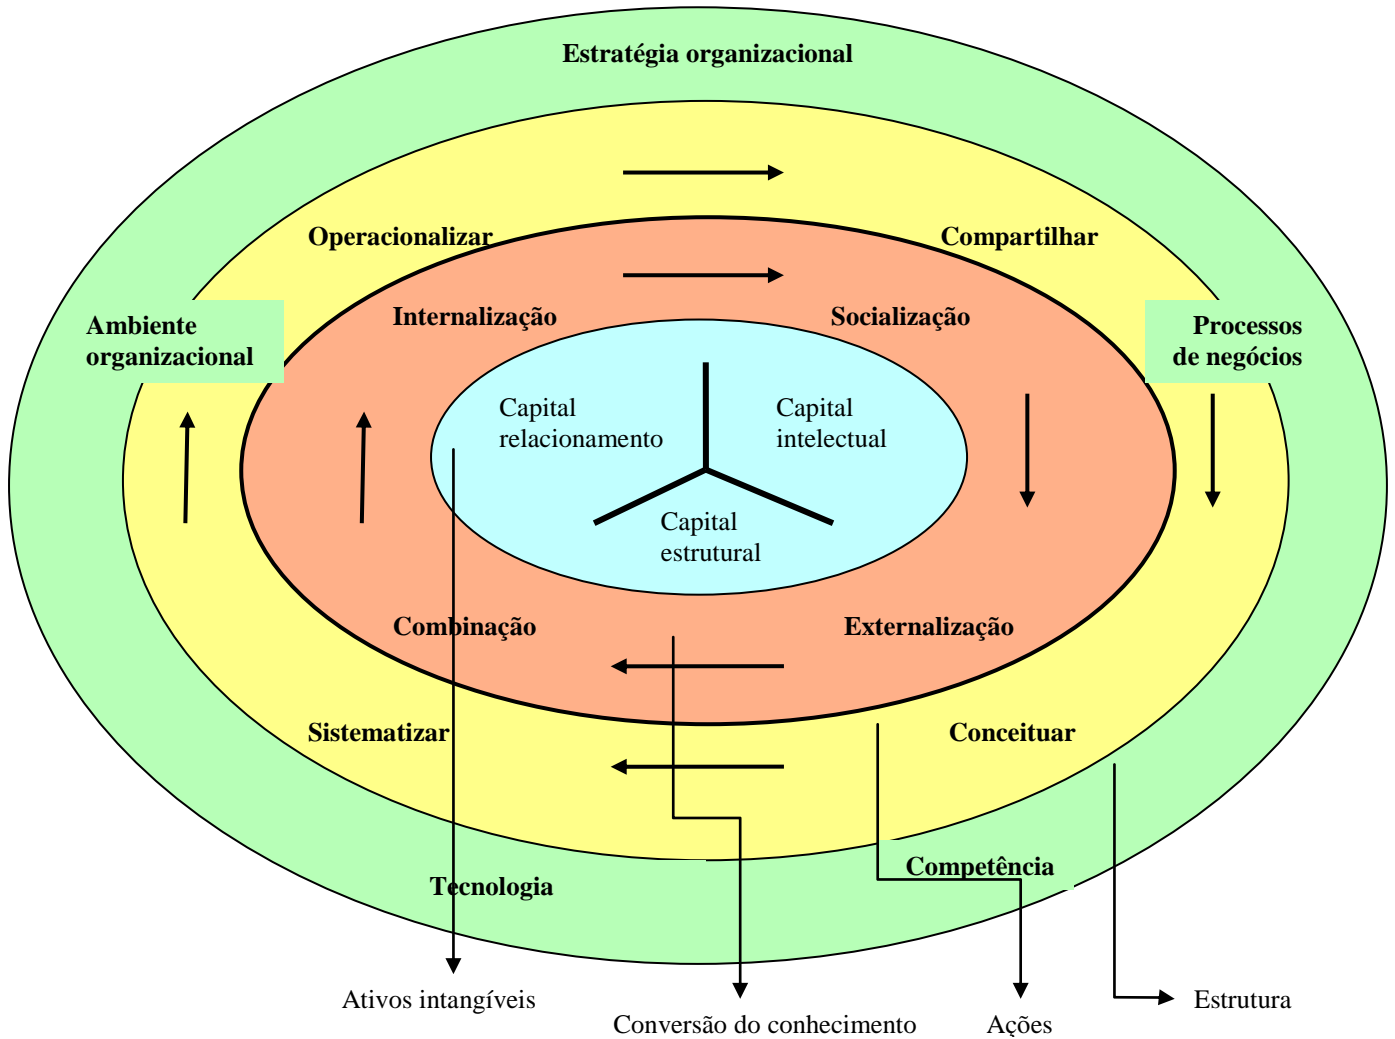 Estratégia organizacional
Operacionalizar
Compartilhar
Internalização
Socialização
Ambiente
organizacional
Processos
de negócios
Capital
relacionamento
Capital
intelectual
Capital
estrutural
Combinação
Externalização
Sistematizar
Conceituar
Tecnologia
Competência
Ativos intangíveis
Conversão do conhecimento
Ações
Estrutura